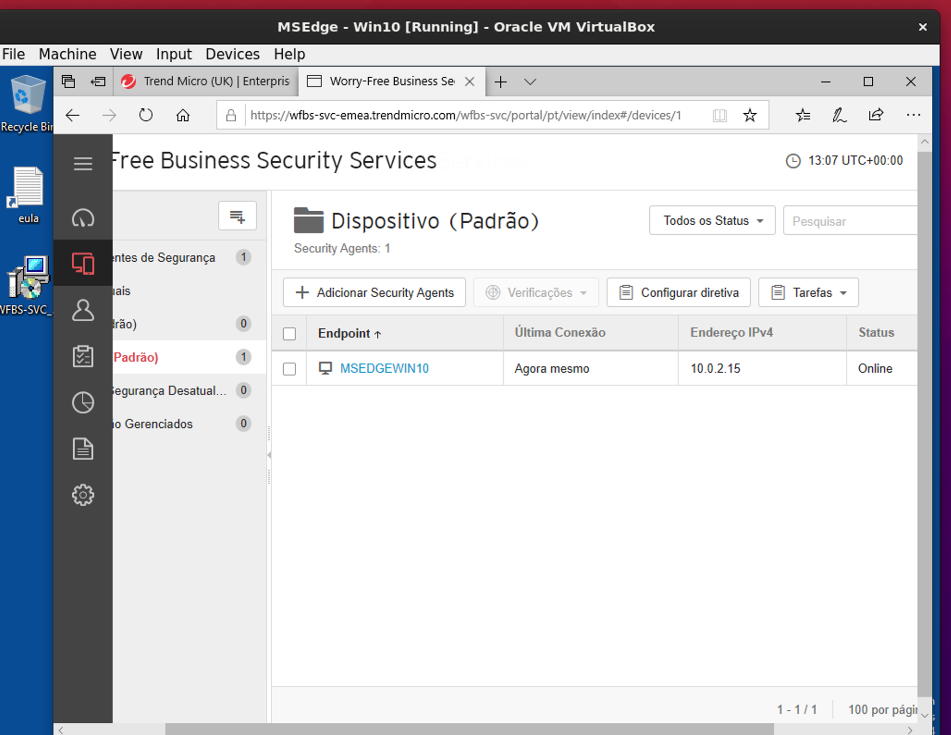 MSEdge - Win10 [Running] - Oracle VM VirtualBox
File Machine View Input Devices Help
Trend Micro (UK) | Enterpris
Worry-Free Business Se
https://wfbs-svc-emea.trendmicro.com/wfbs-svc/portal/pt/view/index#/devices/1
Recycle Bin
eula
WFBS-SVC_
Free Business Security Services
13:07 UTC+00:00
entes de Segurança 1
uais
drão) 0
(Padrão) 1
Segurança Desatual... 0
ão Gerenciados 0
Dispositivo (Padrão)
Security Agents: 1
Todos os Status
Pesquisar
Adicionar Security Agents
Verificações
Configurar diretiva
Tarefas
Endpoint Última Conexão Endereço IPv4 Status
MSEDGEWIN10 Agora mesmo 10.0.2.15 Online
1 - 1 / 1 100 por págin